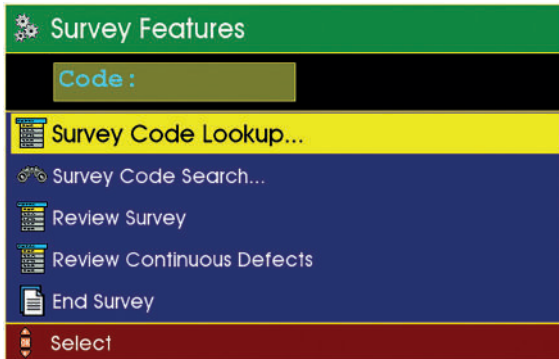 Survey Features
Code:
Survey Code Lookup...
Survey Code Search...
Review Survey
Review Continuous Defects
End Survey
Select